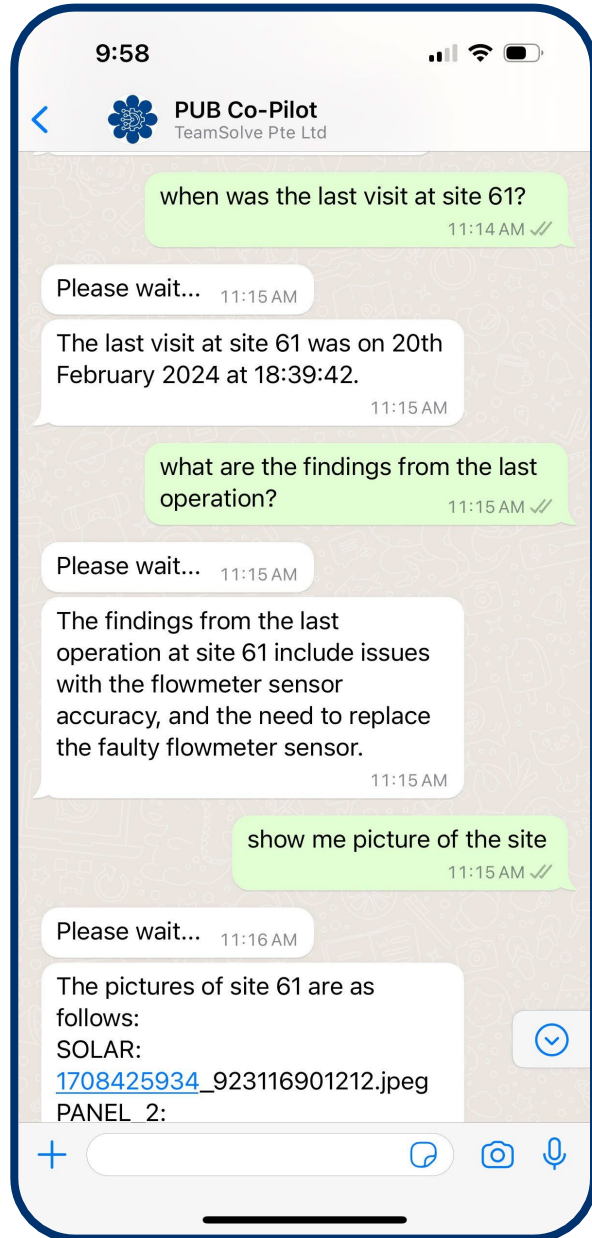 9:58
PUB Co-Pilot
TeamSolve Pte Ltd
when was the last visit at site 61?
11:14 AM
Please wait... 11:15 AM
The last visit at site 61 was on 20th
February 2024 at 18:39:42.
11:15 AM
what are the findings from the last
operation? 11:15 AM
Please wait... 11:15 AM
The findings from the last
operation at site 61 include issues
with the flowmeter sensor
accuracy, and the need to replace
the faulty flowmeter sensor.
11:15 AM
show me picture of the site
11:15 AM
Please wait... 11:16 AM
The pictures of site 61 are as
follows:
SOLAR:
1708425934_923116901212.jpeg
PANEL_2: